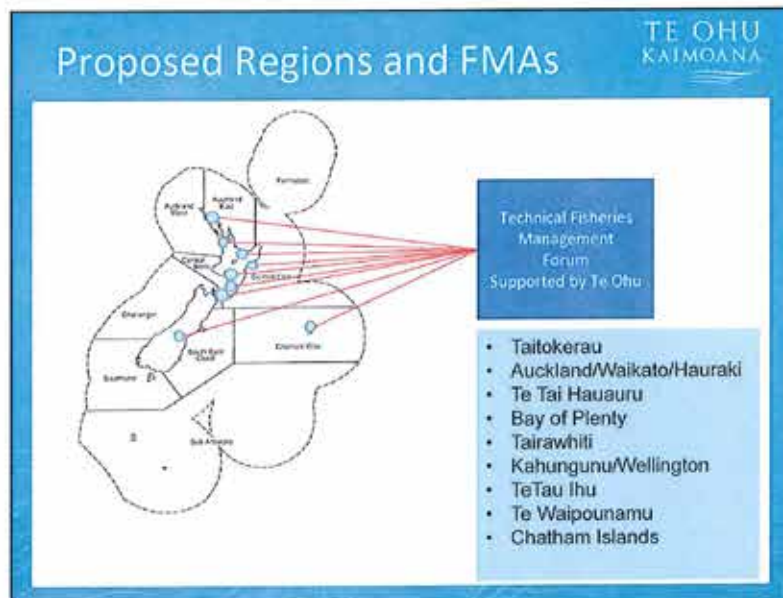 Proposed Regions and FMAs
TE OHU
KAIMOANA
Kermadec
Auckland
West
Auckland
East
Central
Challenger
South East
Coast
Chatham Rise
Southland
Sub Antarctic
Technical Fisheries
Management
Forum
Supported by Te Ohu
• Taitokerau
• Auckland/Waikato/Hauraki
• Te Tai Hauauru
• Bay of Plenty
• Tairawhiti
• Kahungunu/Wellington
• TeTau Ihu
• Te Waipounamu
• Chatham Islands